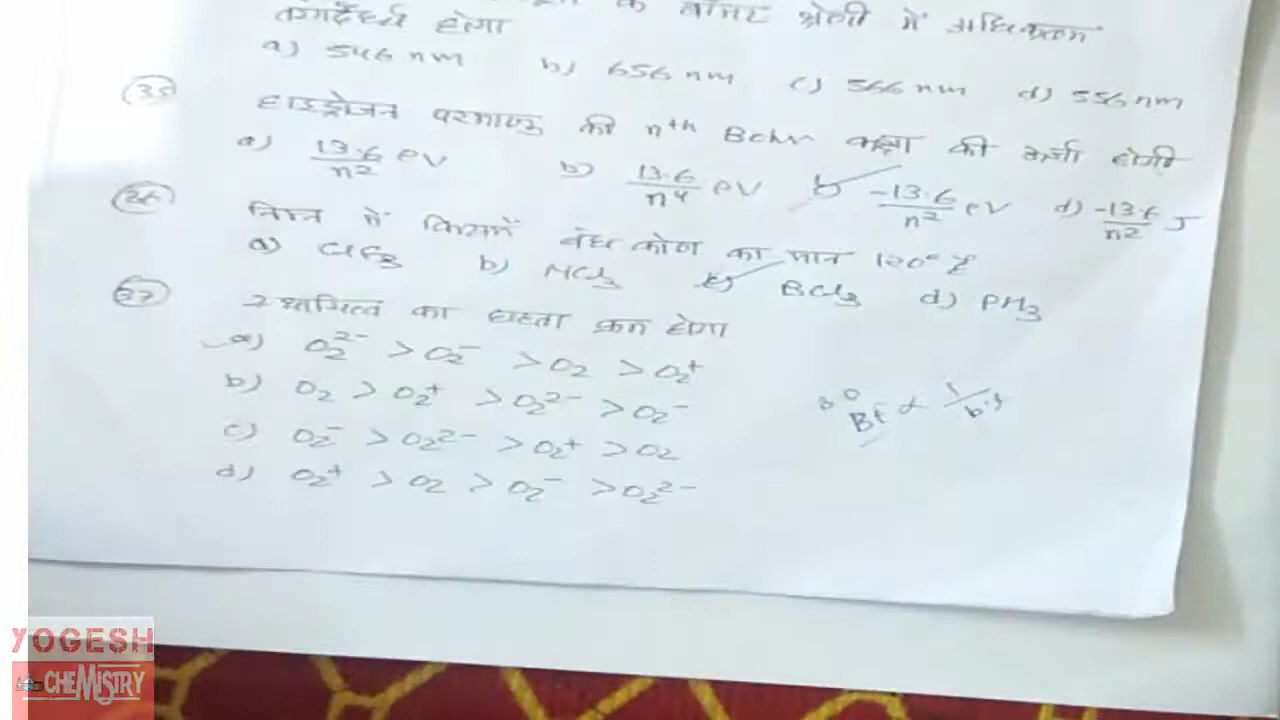 के बामर श्रेणी में अधिकतम
तरंगदैर्ध्य होगा
a) 546 nm b) 656 nm c) 566 nm d) 556 nm
35 हाइड्रोजन परमाणु की nth Bohr कक्षा की ऊर्जा होगी
a) 13.6/n² eV b) 13.6/n⁴ eV -13.6/n² eV d) -13.6/n² J
36 निम्न में किसमें बंध कोण का मान 120° है
a) ClF₃ b) NCl₃ BCl₃ d) PH₃
37 स्थायित्व का घटता क्रम होगा
a) O₂²⁻ > O₂⁻ > O₂ > O₂⁺
b) O₂ > O₂⁺ > O₂²⁻ > O₂⁻
c) O₂⁻ > O₂²⁻ > O₂⁺ > O₂
d) O₂⁺ > O₂ > O₂⁻ > O₂²⁻
YOGESH
CHEMISTRY